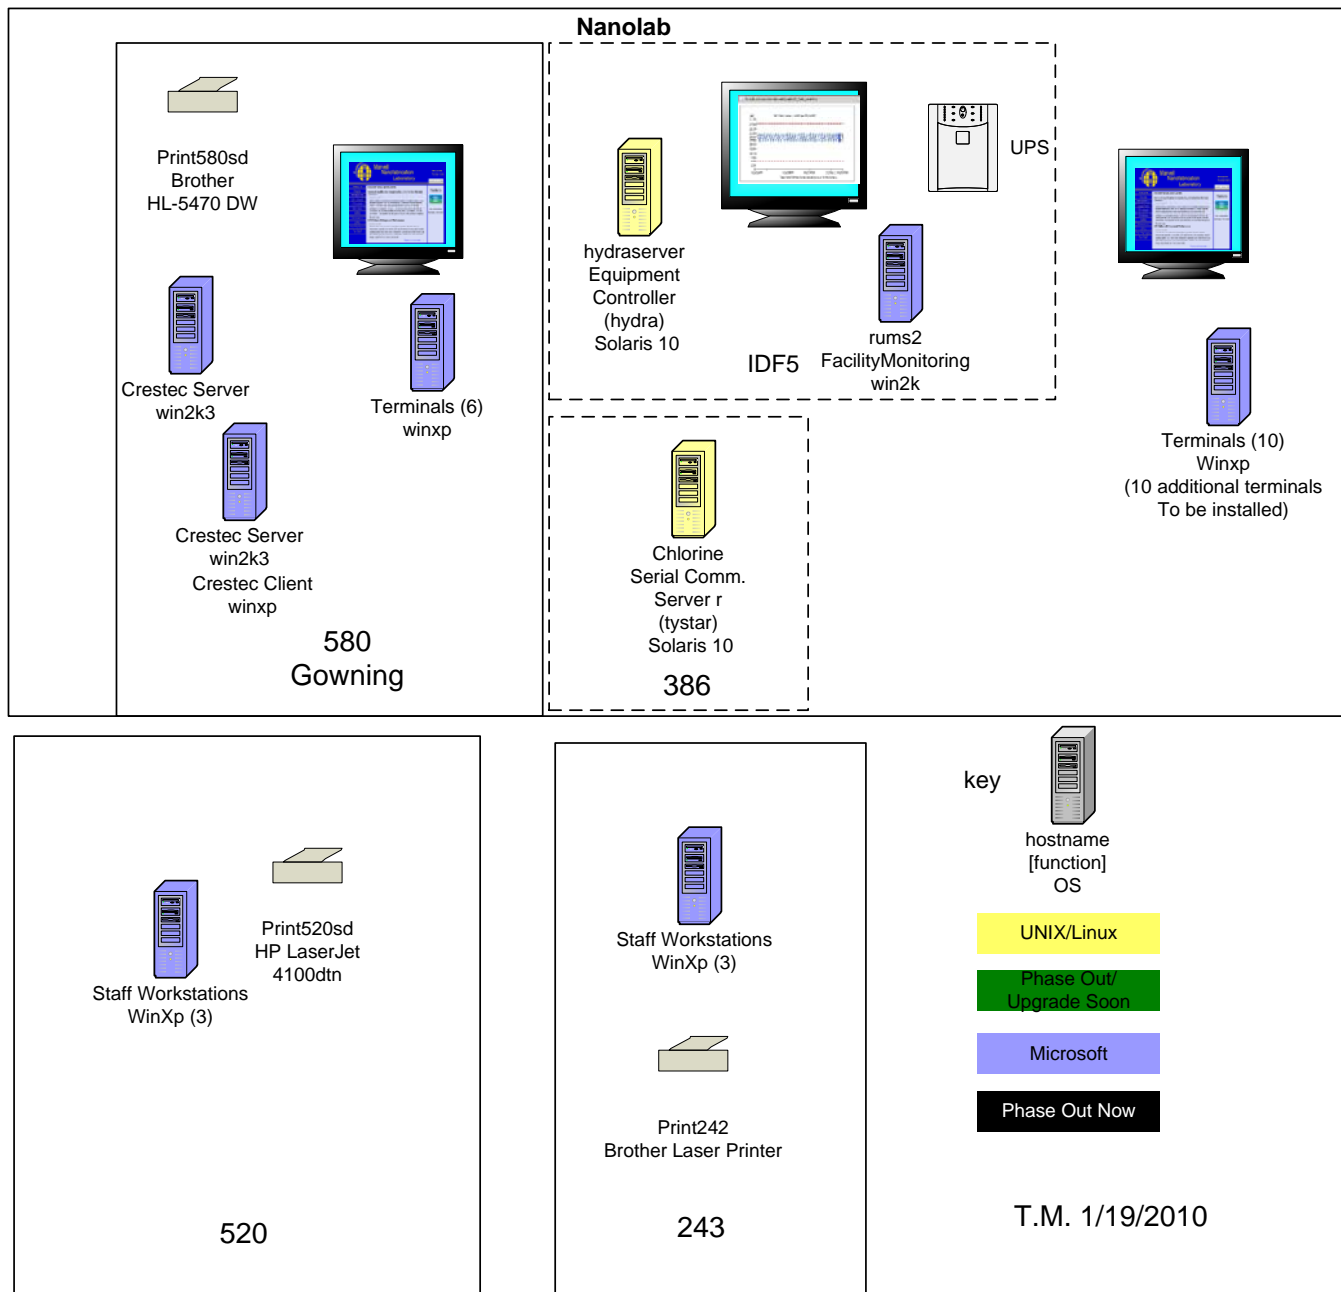 Nanolab
Print580sd
Brother
HL-5470 DW
Crestec Server
win2k3
Terminals (6)
winxp
Crestec Server
win2k3
Crestec Client
winxp
580
Gowning
hydraserver
Equipment
Controller
(hydra)
Solaris 10
UPS
rums2
FacilityMonitoring
win2k
IDF5
Chlorine
Serial Comm.
Server r
(tystar)
Solaris 10
386
Terminals (10)
Winxp
(10 additional terminals
To be installed)
Print520sd
HP LaserJet
4100dtn
Staff Workstations
WinXp (3)
520
Staff Workstations
WinXp (3)
Print242
Brother Laser Printer
243
key
hostname
[function]
OS
UNIX/Linux
Phase Out/
Upgrade Soon
Microsoft
Phase Out Now
T.M. 1/19/2010